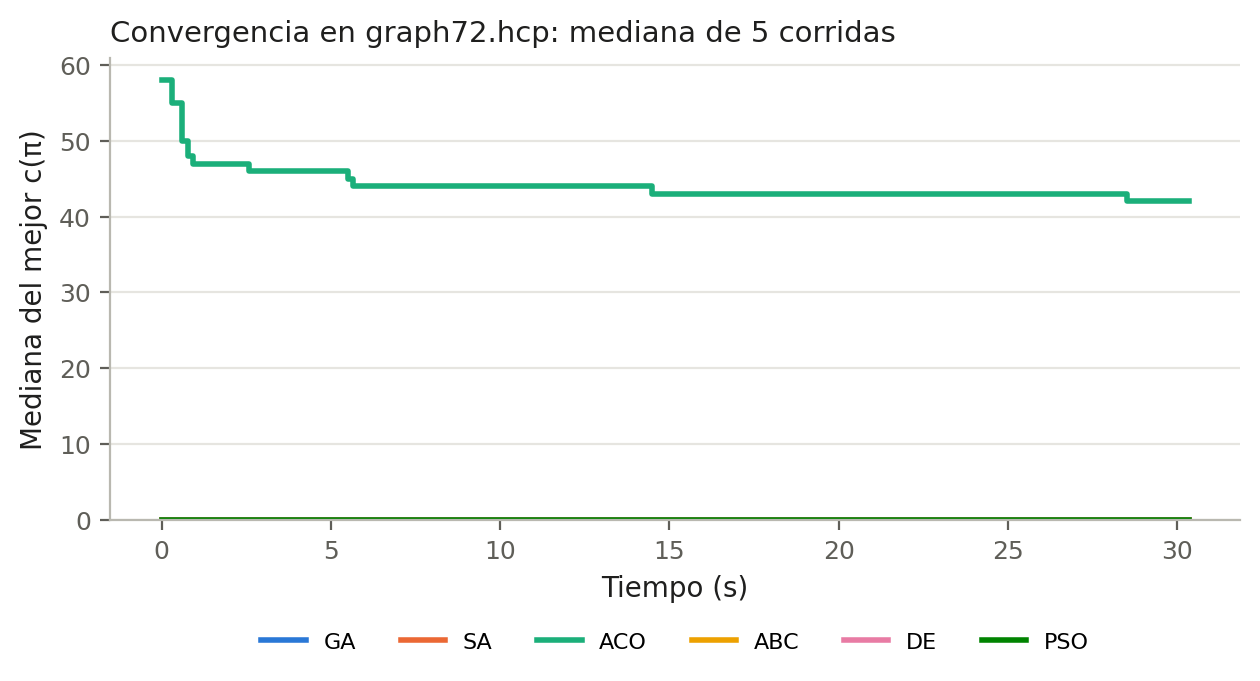 Convergencia en graph72.hcp: mediana de 5 corridas
Mediana del mejor c(π)
60
50
40
30
20
10
0
0 5 10 15 20 25 30
Tiempo (s)
GA SA ACO ABC DE PSO